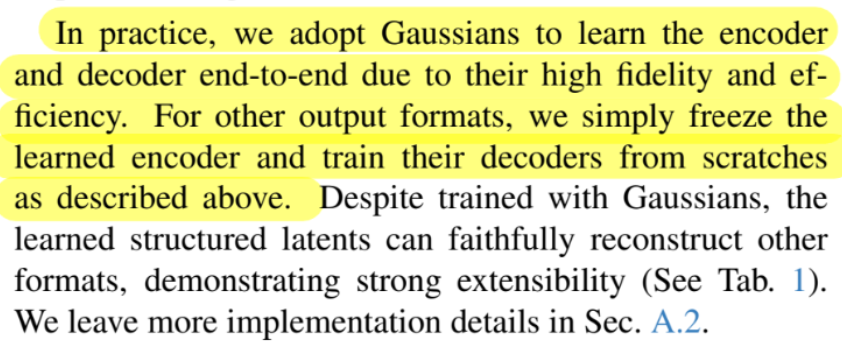 In practice, we adopt Gaussians to learn the encoder
and decoder end-to-end due to their high fidelity and ef-
ficiency. For other output formats, we simply freeze the
learned encoder and train their decoders from scratches
as described above. Despite trained with Gaussians, the
learned structured latents can faithfully reconstruct other
formats, demonstrating strong extensibility (See Tab. 1).
We leave more implementation details in Sec. A.2.